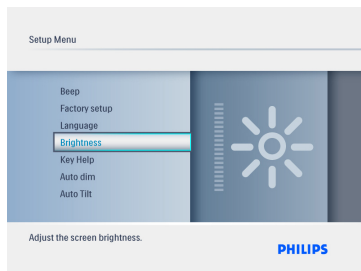 Setup Menu
Beep
Factory setup
Language
Brightness
Key Help
Auto dim
Auto Tilt
Adjust the screen brightness.
PHILIPS